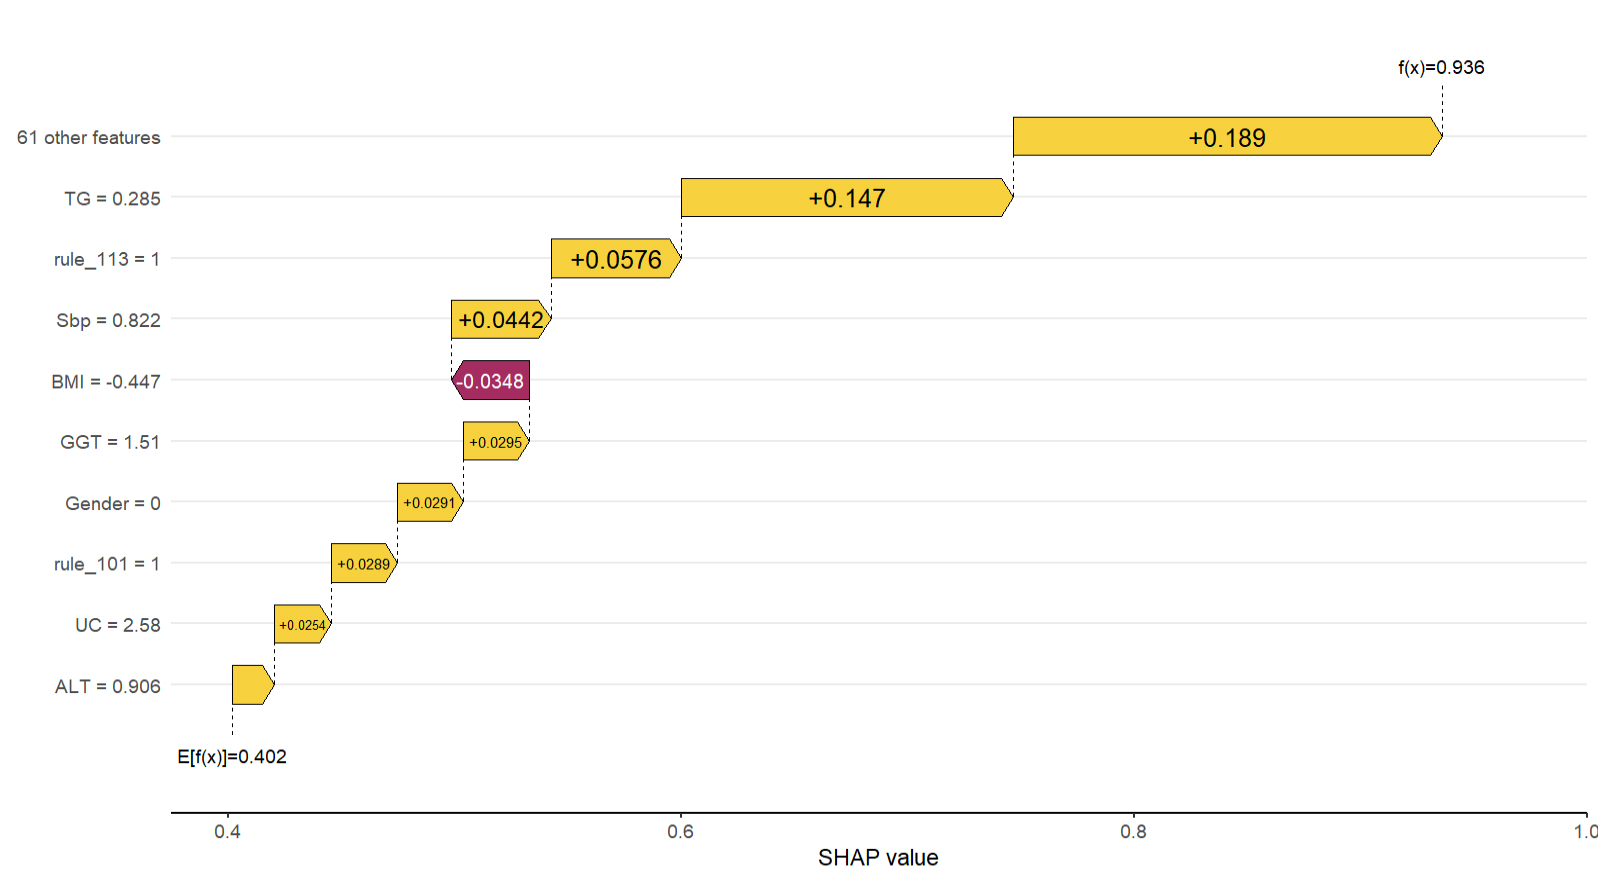 f(x)=0.936
61 other features
+0.189
TG = 0.285
+0.147
rule_113 = 1
+0.0576
Sbp = 0.822
+0.0442
BMI = -0.447
-0.0348
GGT = 1.51
+0.0295
Gender = 0
+0.0291
rule_101 = 1
+0.0289
UC = 2.58
+0.0254
ALT = 0.906
E[f(x)]=0.402
0.4
0.6
0.8
1.0
SHAP value